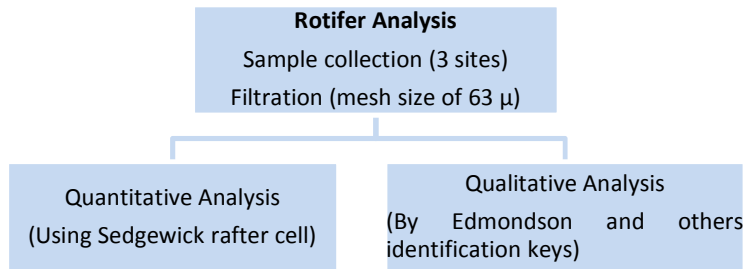 Rotifer Analysis
Sample collection (3 sites)
Filtration (mesh size of 63 µ)
Quantitative Analysis
(Using Sedgewick rafter cell)
Qualitative Analysis
(By Edmondson and others
identification keys)